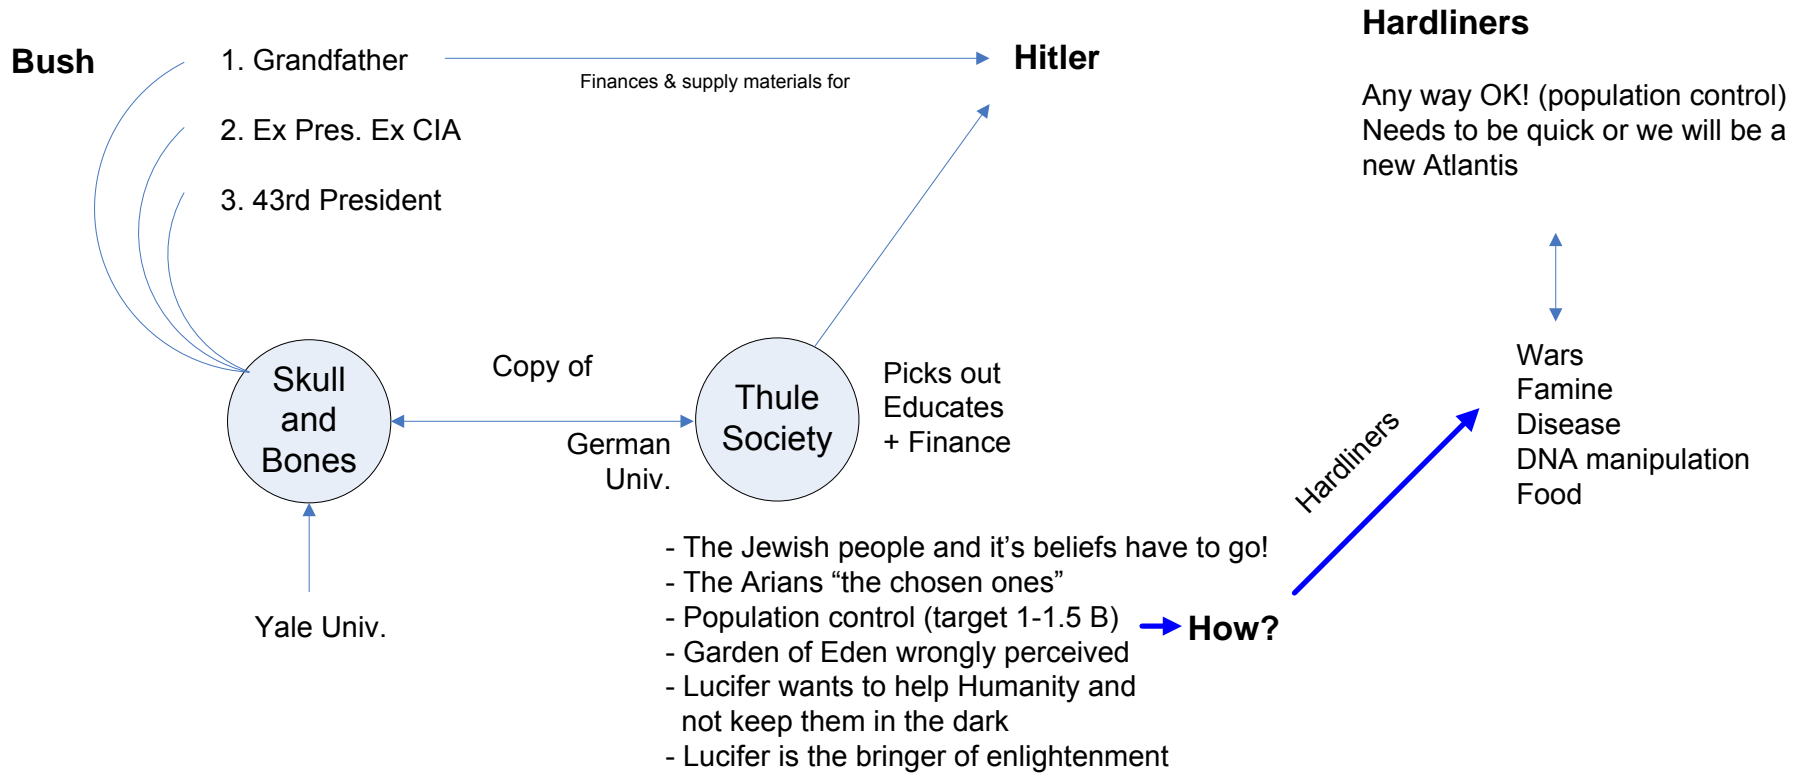 Bush
1. Grandfather
2. Ex Pres. Ex CIA
3. 43rd President
Finances & supply materials for
Hitler
Hardliners
Any way OK! (population control)
Needs to be quick or we will be a
new Atlantis
Skull
and
Bones
Copy of
German
Univ.
Thule
Society
Picks out
Educates
+ Finance
Yale Univ.
- The Jewish people and it’s beliefs have to go!
- The Arians “the chosen ones”
- Population control (target 1-1.5 B)
- Garden of Eden wrongly perceived
- Lucifer wants to help Humanity and
not keep them in the dark
- Lucifer is the bringer of enlightenment
How?
Hardliners
Wars
Famine
Disease
DNA manipulation
Food